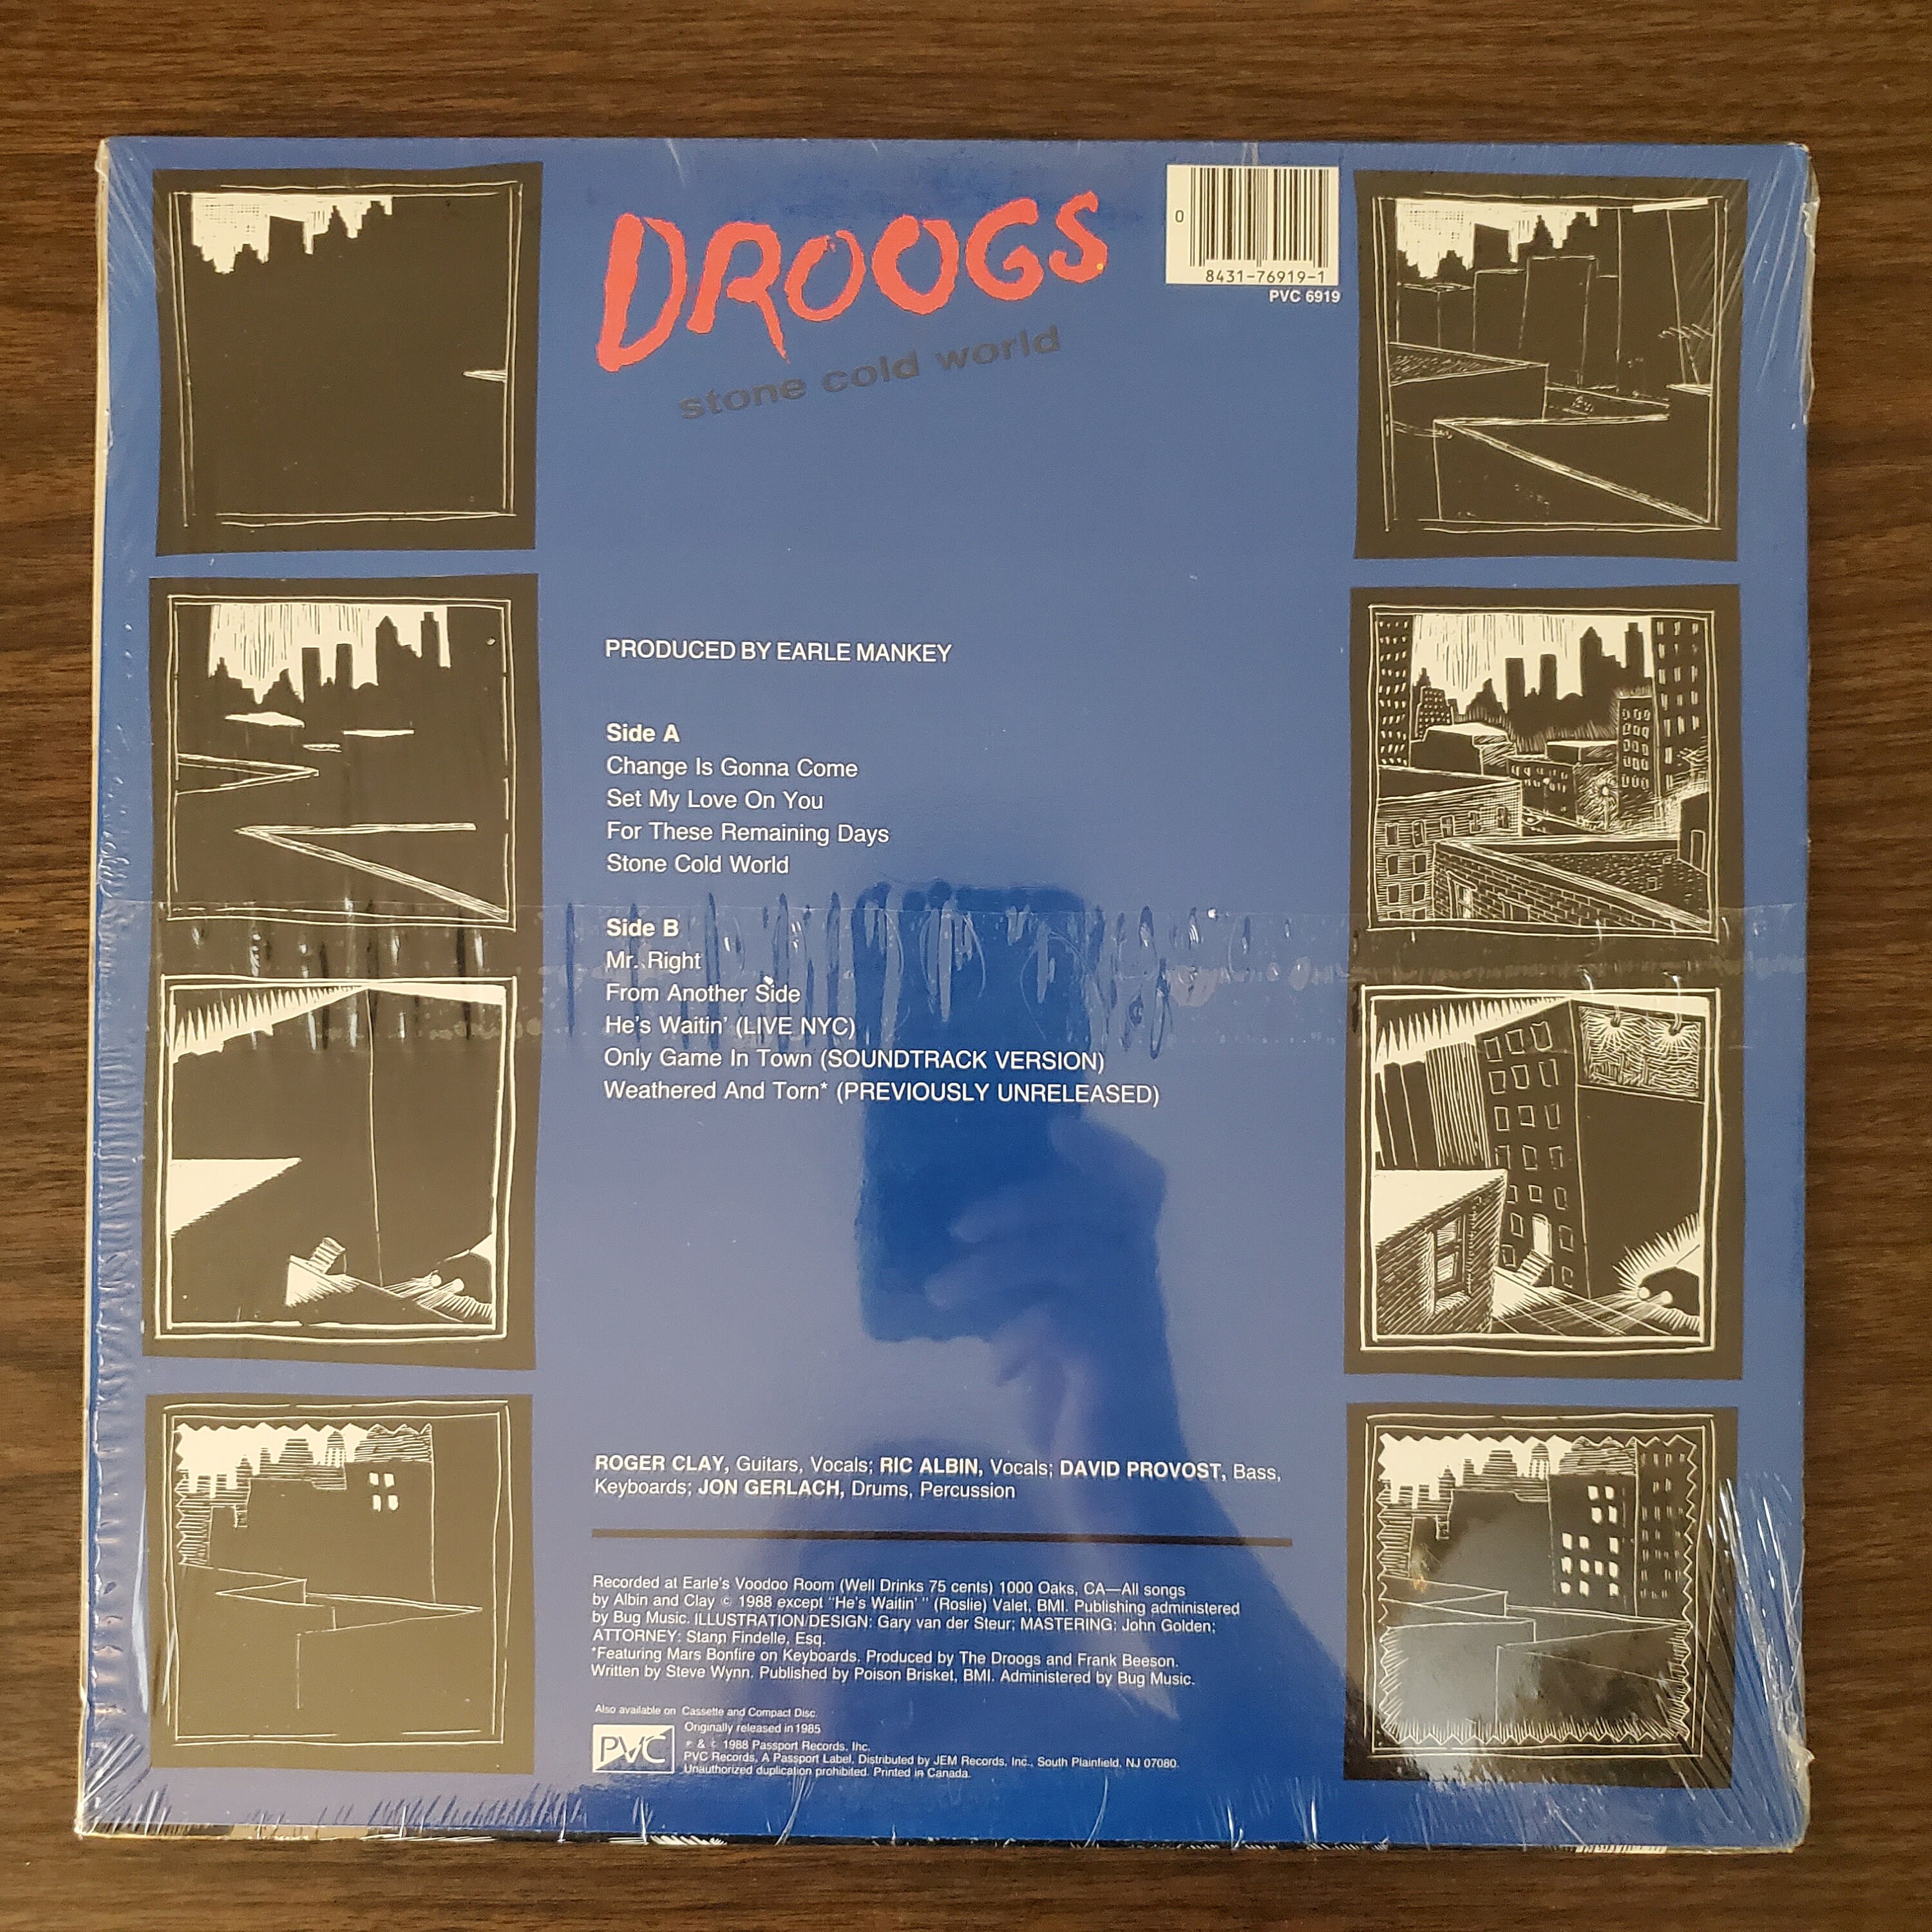 DROOGS
stone cold world
0
8431-76919-1
PVC 6919
PRODUCED BY EARLE MANKEY
Side A
Change Is Gonna Come
Set My Love On You
For These Remaining Days
Stone Cold World
Side B
Mr. Right
From Another Side
He's Waitin' (LIVE NYC)
Only Game In Town (SOUNDTRACK VERSION)
Weathered And Torn* (PREVIOUSLY UNRELEASED)
ROGER CLAY, Guitars, Vocals; RIC ALBIN, Vocals; DAVID PROVOST, Bass,
Keyboards; JON GERLACH, Drums, Percussion
Recorded at Earle's Voodoo Room (Well Drinks 75 cents) 1000 Oaks, CA—All songs
by Albin and Clay © 1988 except "He's Waitin' " (Roslie) Valet, BMI. Publishing administered
by Bug Music. ILLUSTRATION/DESIGN: Gary van der Steur; MASTERING: John Golden;
ATTORNEY: Stann Findelle, Esq.
*Featuring Mars Bonfire on Keyboards. Produced by The Droogs and Frank Beeson.
Written by Steve Wynn. Published by Poison Brisket, BMI. Administered by Bug Music.
Also available on Cassette and Compact Disc.
Originally released in 1985
PVC
℗ & © 1988 Passport Records, Inc.
PVC Records, A Passport Label, Distributed by JEM Records, Inc., South Plainfield, NJ 07080.
Unauthorized duplication prohibited. Printed in Canada.